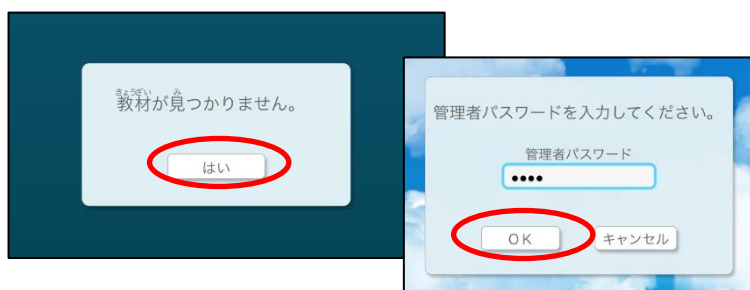 きょうざい み
教材が見つかりません。
はい
管理者パスワードを入力してください。
管理者パスワード
••••
OK
キャンセル